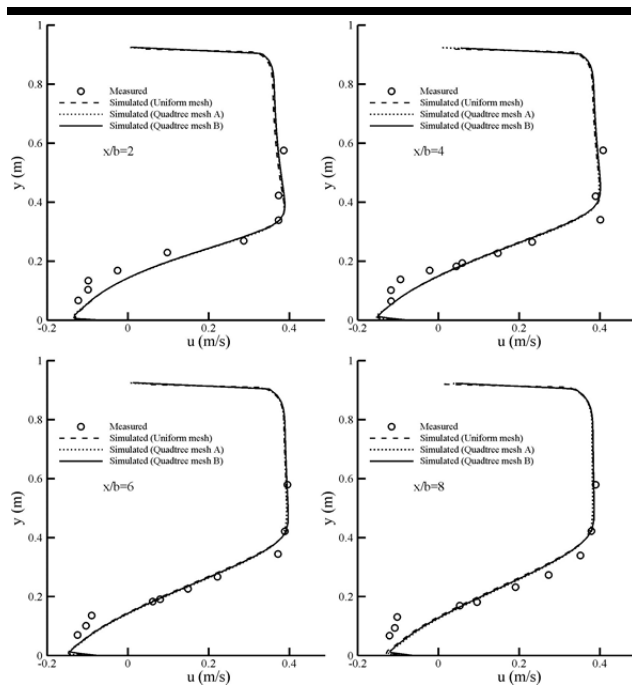 1
0.8
0.6
0.4
0.2
0
y (m)
Measured
Simulated (Uniform mesh)
Simulated (Quadtree mesh A)
Simulated (Quadtree mesh B)
x/b=2
-0.2 0 0.2 0.4
u (m/s)
1
0.8
0.6
0.4
0.2
0
y (m)
Measured
Simulated (Uniform mesh)
Simulated (Quadtree mesh A)
Simulated (Quadtree mesh B)
x/b=4
-0.2 0 0.2 0.4
u (m/s)
1
0.8
0.6
0.4
0.2
0
y (m)
Measured
Simulated (Uniform mesh)
Simulated (Quadtree mesh A)
Simulated (Quadtree mesh B)
x/b=6
-0.2 0 0.2 0.4
u (m/s)
1
0.8
0.6
0.4
0.2
0
y (m)
Measured
Simulated (Uniform mesh)
Simulated (Quadtree mesh A)
Simulated (Quadtree mesh B)
x/b=8
-0.2 0 0.2 0.4
u (m/s)